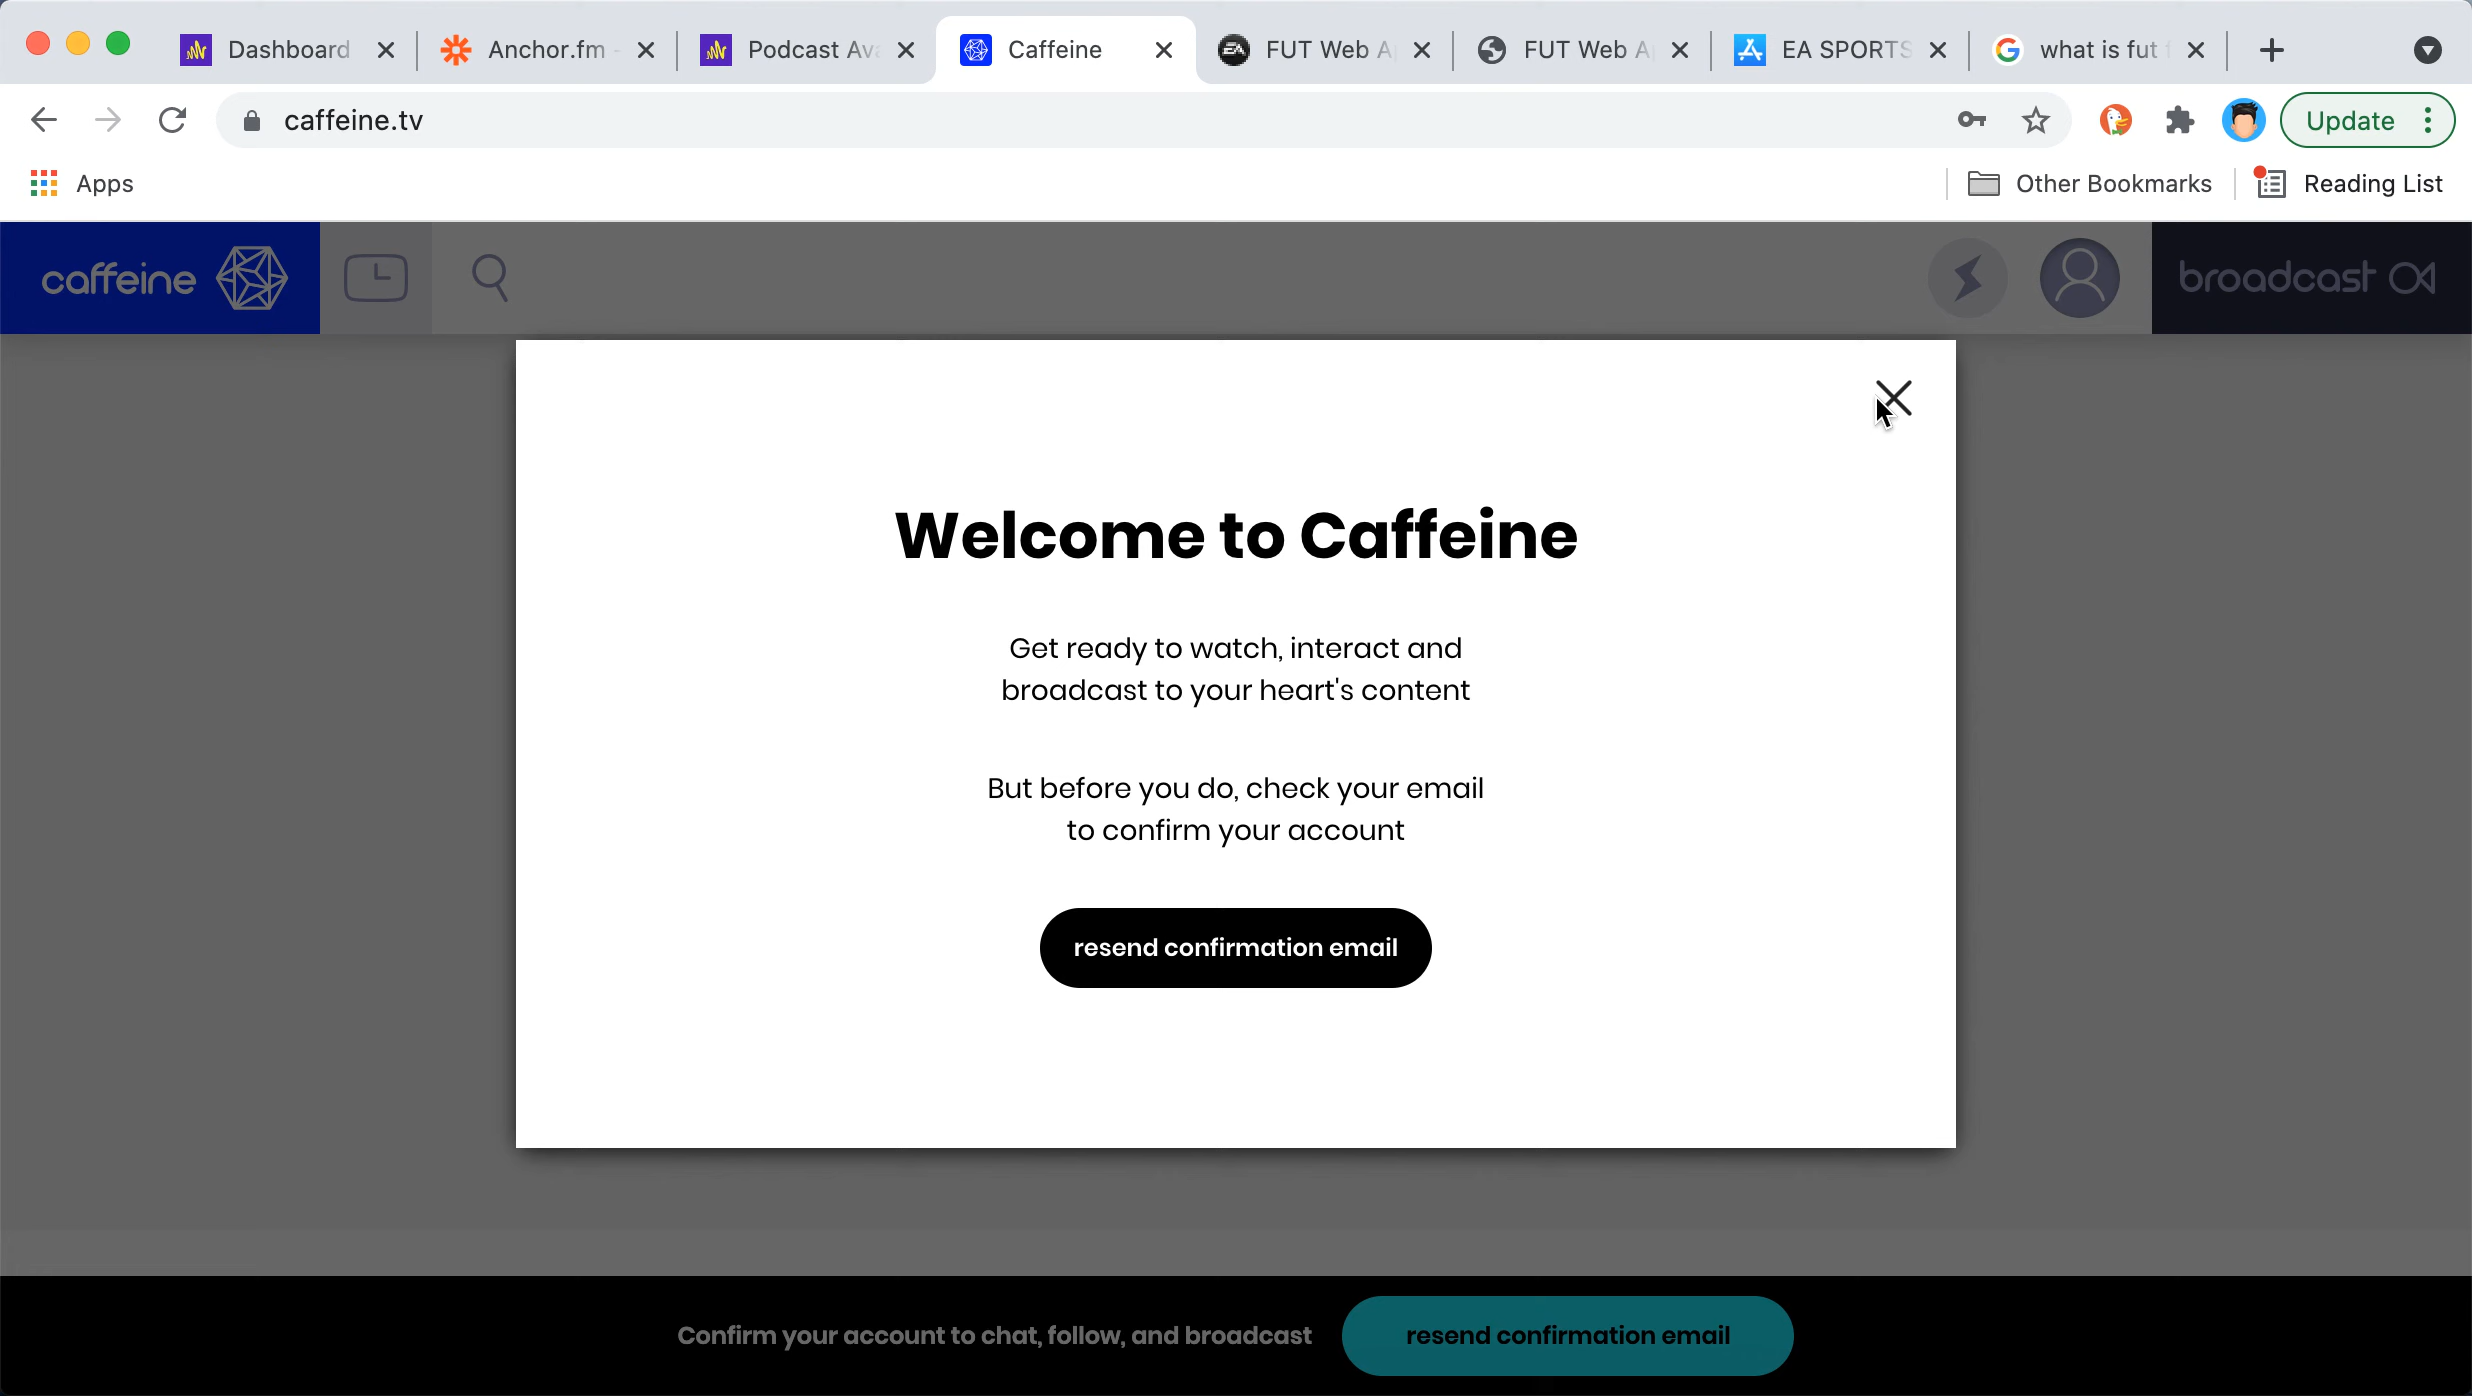 Dashboard
Anchor.fm -
Podcast Ava
Caffeine
FUT Web A
FUT Web A
EA SPORTS
what is fut
caffeine.tv
Update
Apps
Other Bookmarks
Reading List
caffeine
broadcast
Welcome to Caffeine
Get ready to watch, interact and
broadcast to your heart's content
But before you do, check your email
to confirm your account
resend confirmation email
Confirm your account to chat, follow, and broadcast
resend confirmation email